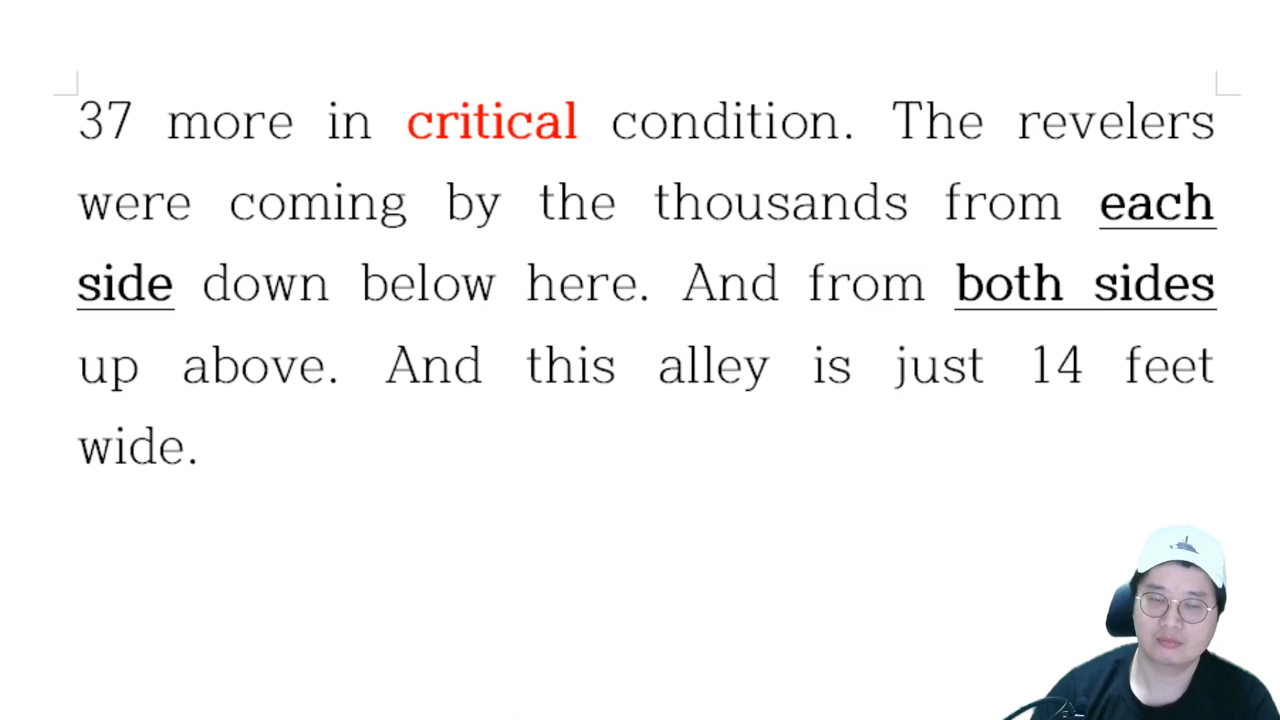 37 more in critical condition. The revelers
were coming by the thousands from each
side down below here. And from both sides
up above. And this alley is just 14 feet
wide.